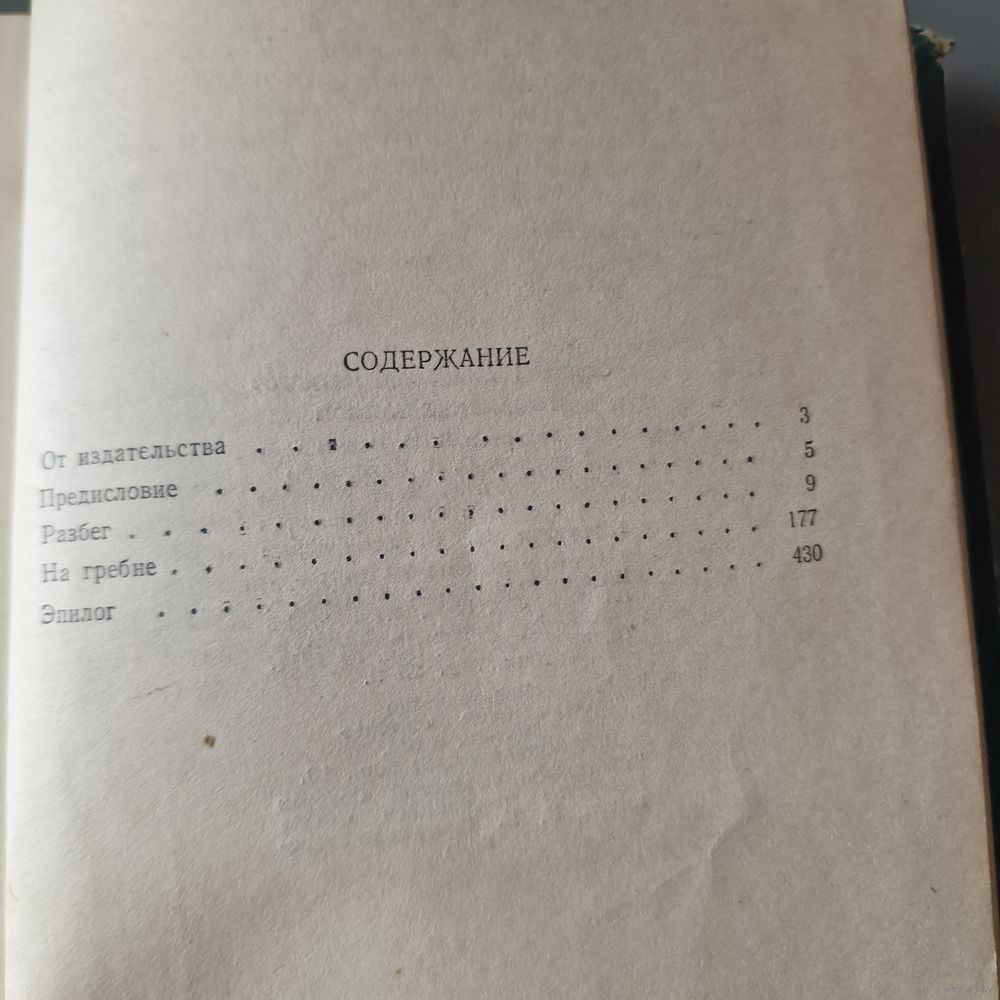 СОДЕРЖАНИЕ
От издательства . . . . . . . . . . . . . . . 3
Предисловие . . . . . . . . . . . . . . . . . 5
Разбег . . . . . . . . . . . . . . . . . . . . 9
На гребне . . . . . . . . . . . . . . . . . . 177
Эпилог . . . . . . . . . . . . . . . . . . . 430